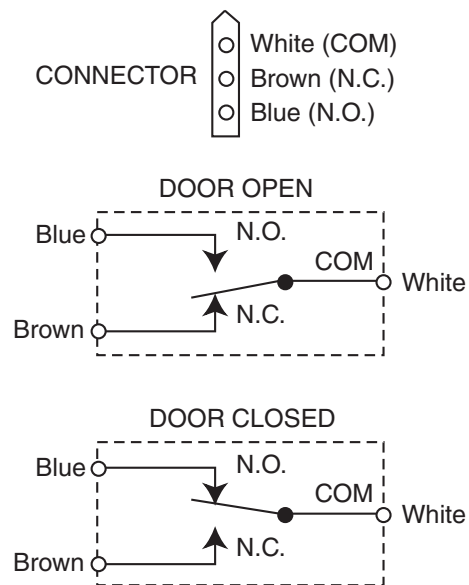 White (COM)
CONNECTOR Brown (N.C.)
Blue (N.O.)
DOOR OPEN
Blue N.O.
COM White
Brown N.C.
DOOR CLOSED
Blue N.O.
COM White
Brown N.C.